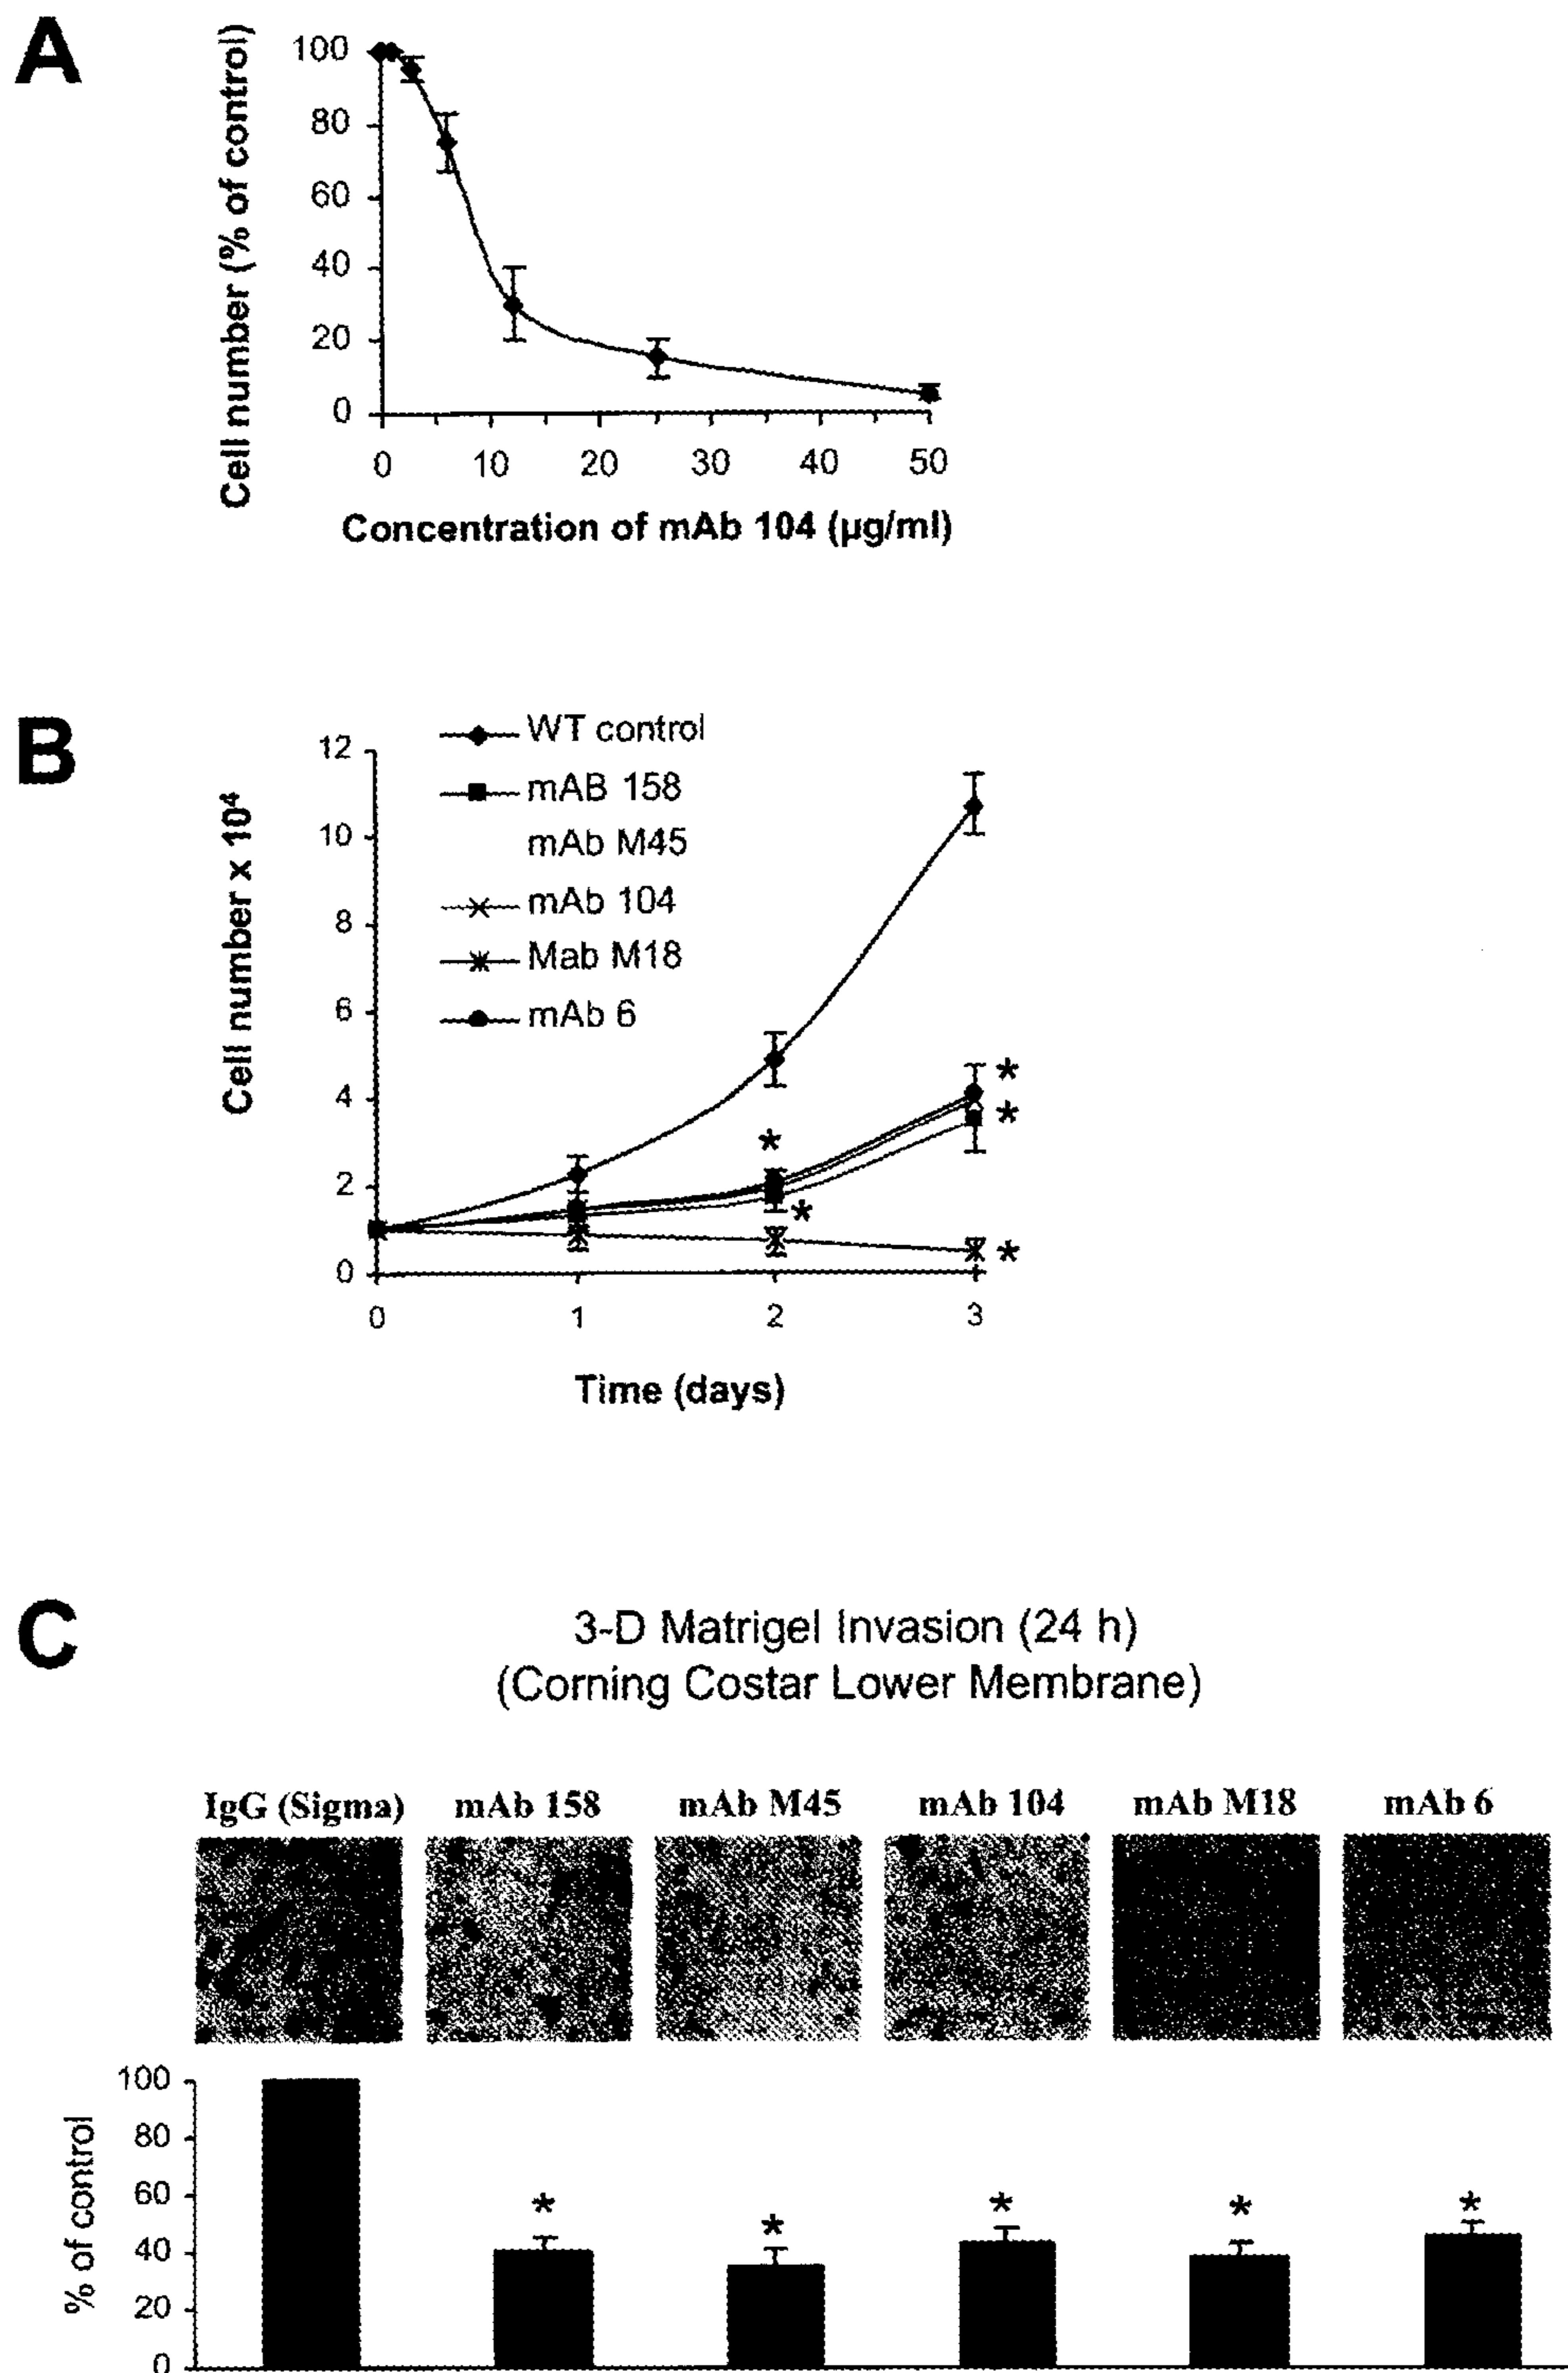 A
Cell number (% of control)
100
80
60
40
20
0
0 10 20 30 40 50
Concentration of mAb 104 (µg/ml)
B
Cell number x 10⁴
12
10
8
6
4
2
0
WT control
mAB 158
mAb M45
mAb 104
Mab M18
mAb 6
*
*
*
*
*
0 1 2 3
Time (days)
C
3-D Matrigel Invasion (24 h)
(Corning Costar Lower Membrane)
IgG (Sigma) mAb 158 mAb M45 mAb 104 mAb M18 mAb 6
% of control
100
80
60
40
20
0
* * * * *